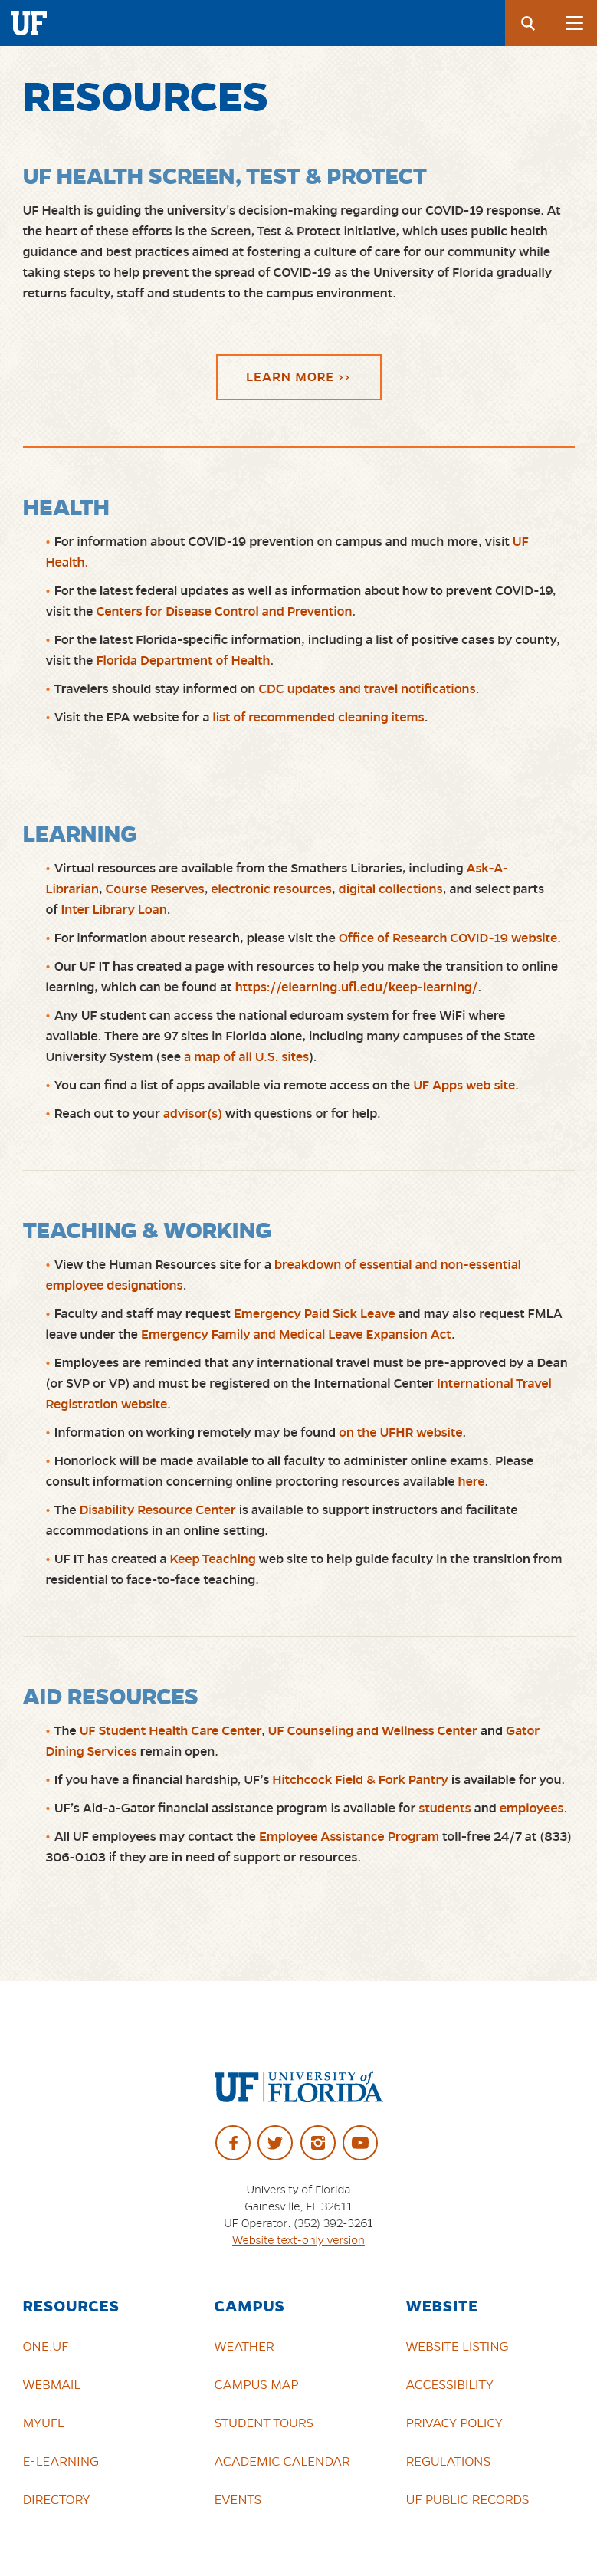 UF
RESOURCES
UF HEALTH SCREEN, TEST & PROTECT
UF Health is guiding the university's decision-making regarding our COVID-19 response. At
the heart of these efforts is the Screen, Test & Protect initiative, which uses public health
guidance and best practices aimed at fostering a culture of care for our community while
taking steps to help prevent the spread of COVID-19 as the University of Florida gradually
returns faculty, staff and students to the campus environment.
LEARN MORE >>
HEALTH
• For information about COVID-19 prevention on campus and much more, visit UF
Health.
• For the latest federal updates as well as information about how to prevent COVID-19,
visit the Centers for Disease Control and Prevention.
• For the latest Florida-specific information, including a list of positive cases by county,
visit the Florida Department of Health.
• Travelers should stay informed on CDC updates and travel notifications.
• Visit the EPA website for a list of recommended cleaning items.
LEARNING
• Virtual resources are available from the Smathers Libraries, including Ask-A-
Librarian, Course Reserves, electronic resources, digital collections, and select parts
of Inter Library Loan.
• For information about research, please visit the Office of Research COVID-19 website.
• Our UF IT has created a page with resources to help you make the transition to online
learning, which can be found at https://elearning.ufl.edu/keep-learning/.
• Any UF student can access the national eduroam system for free WiFi where
available. There are 97 sites in Florida alone, including many campuses of the State
University System (see a map of all U.S. sites).
• You can find a list of apps available via remote access on the UF Apps web site.
• Reach out to your advisor(s) with questions or for help.
TEACHING & WORKING
• View the Human Resources site for a breakdown of essential and non-essential
employee designations.
• Faculty and staff may request Emergency Paid Sick Leave and may also request FMLA
leave under the Emergency Family and Medical Leave Expansion Act.
• Employees are reminded that any international travel must be pre-approved by a Dean
(or SVP or VP) and must be registered on the International Center International Travel
Registration website.
• Information on working remotely may be found on the UFHR website.
• Honorlock will be made available to all faculty to administer online exams. Please
consult information concerning online proctoring resources available here.
• The Disability Resource Center is available to support instructors and facilitate
accommodations in an online setting.
• UF IT has created a Keep Teaching web site to help guide faculty in the transition from
residential to face-to-face teaching.
AID RESOURCES
• The UF Student Health Care Center, UF Counseling and Wellness Center and Gator
Dining Services remain open.
• If you have a financial hardship, UF's Hitchcock Field & Fork Pantry is available for you.
• UF's Aid-a-Gator financial assistance program is available for students and employees.
• All UF employees may contact the Employee Assistance Program toll-free 24/7 at (833)
306-0103 if they are in need of support or resources.
UF UNIVERSITY of FLORIDA
University of Florida
Gainesville, FL 32611
UF Operator: (352) 392-3261
Website text-only version
RESOURCES
ONE.UF
WEBMAIL
MYUFL
E-LEARNING
DIRECTORY
CAMPUS
WEATHER
CAMPUS MAP
STUDENT TOURS
ACADEMIC CALENDAR
EVENTS
WEBSITE
WEBSITE LISTING
ACCESSIBILITY
PRIVACY POLICY
REGULATIONS
UF PUBLIC RECORDS